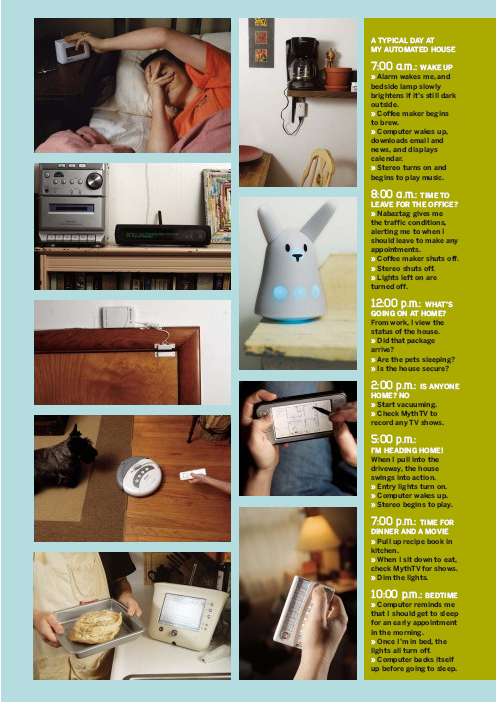 A TYPICAL DAY AT
MY AUTOMATED HOUSE
7:00 a.m.: WAKE UP
» Alarm wakes me, and
bedside lamp slowly
brightens if it's still dark
outside.
» Coffee maker begins
to brew.
» Computer wakes up,
downloads email and
news, and displays
calendar.
» Stereo turns on and
begins to play music.
8:00 a.m.: TIME TO
LEAVE FOR THE OFFICE?
» Nabaztag gives me
the traffic conditions,
alerting me to when I
should leave to make any
appointments.
» Coffee maker shuts off.
» Stereo shuts off.
» Lights left on are
turned off.
12:00 p.m.: WHAT'S
GOING ON AT HOME?
From work, I view the
status of the house.
» Did that package
arrive?
» Are the pets sleeping?
» Is the house secure?
2:00 p.m.: IS ANYONE
HOME? NO
» Start vacuuming.
» Check MythTV to
record any TV shows.
5:00 p.m.:
I'M HEADING HOME!
When I pull into the
driveway, the house
swings into action.
» Entry lights turn on.
» Computer wakes up.
» Stereo begins to play.
7:00 p.m.: TIME FOR
DINNER AND A MOVIE
» Pull up recipe book in
kitchen.
» When I sit down to eat,
check MythTV for shows.
» Dim the lights.
10:00 p.m.: BEDTIME
» Computer reminds me
that I should get to sleep
for an early appointment
in the morning.
» Once I'm in bed, the
lights all turn off.
» Computer backs itself
up before going to sleep.